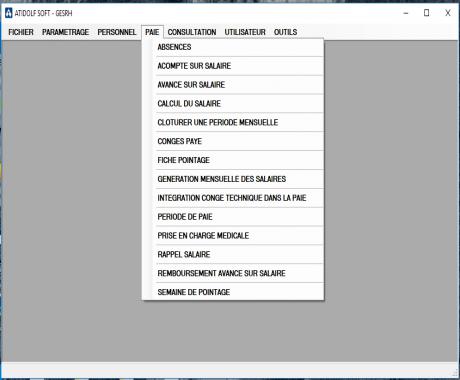 ATIDOLF SOFT - GESRH
FICHIER PARAMETRAGE PERSONNEL PAIE CONSULTATION UTILISATEUR OUTILS
ABSENCES
ACOMPTE SUR SALAIRE
AVANCE SUR SALAIRE
CALCUL DU SALAIRE
CLOTURER UNE PERIODE MENSUELLE
CONGES PAYE
FICHE POINTAGE
GENERATION MENSUELLE DES SALAIRES
INTEGRATION CONGE TECHNIQUE DANS LA PAIE
PERIODE DE PAIE
PRISE EN CHARGE MEDICALE
RAPPEL SALAIRE
REMBOURSEMENT AVANCE SUR SALAIRE
SEMAINE DE POINTAGE